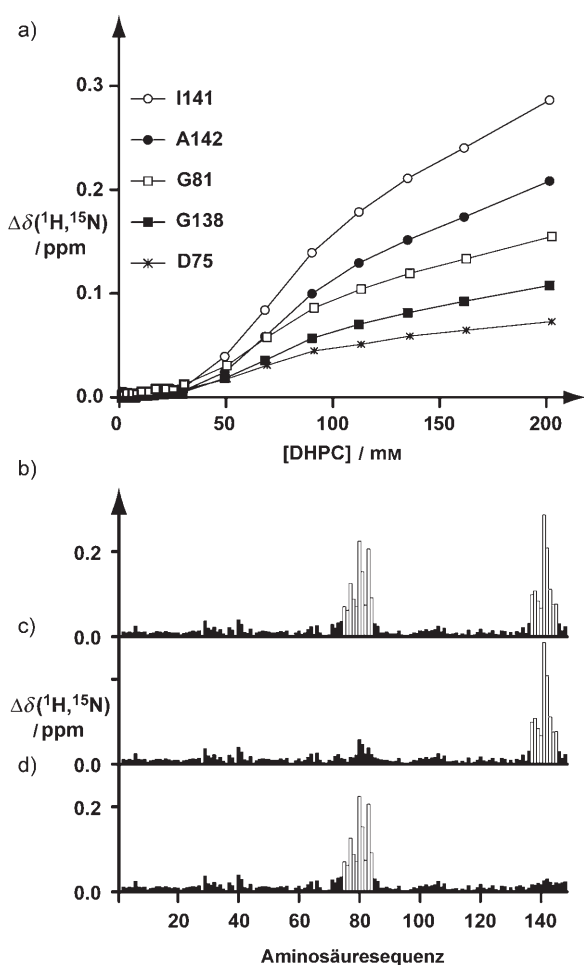 a)
0.3
I141
A142
0.2
G81
Δδ(¹H,¹⁵N)
/ppm
G138
D75
0.1
0.0
0 50 100 150 200
[DHPC] / mM
b)
0.2
c)
0.0
Δδ(¹H,¹⁵N)
/ppm
d)
0.0
0.2
0.0
20 40 60 80 100 120 140
Aminosäuresequenz